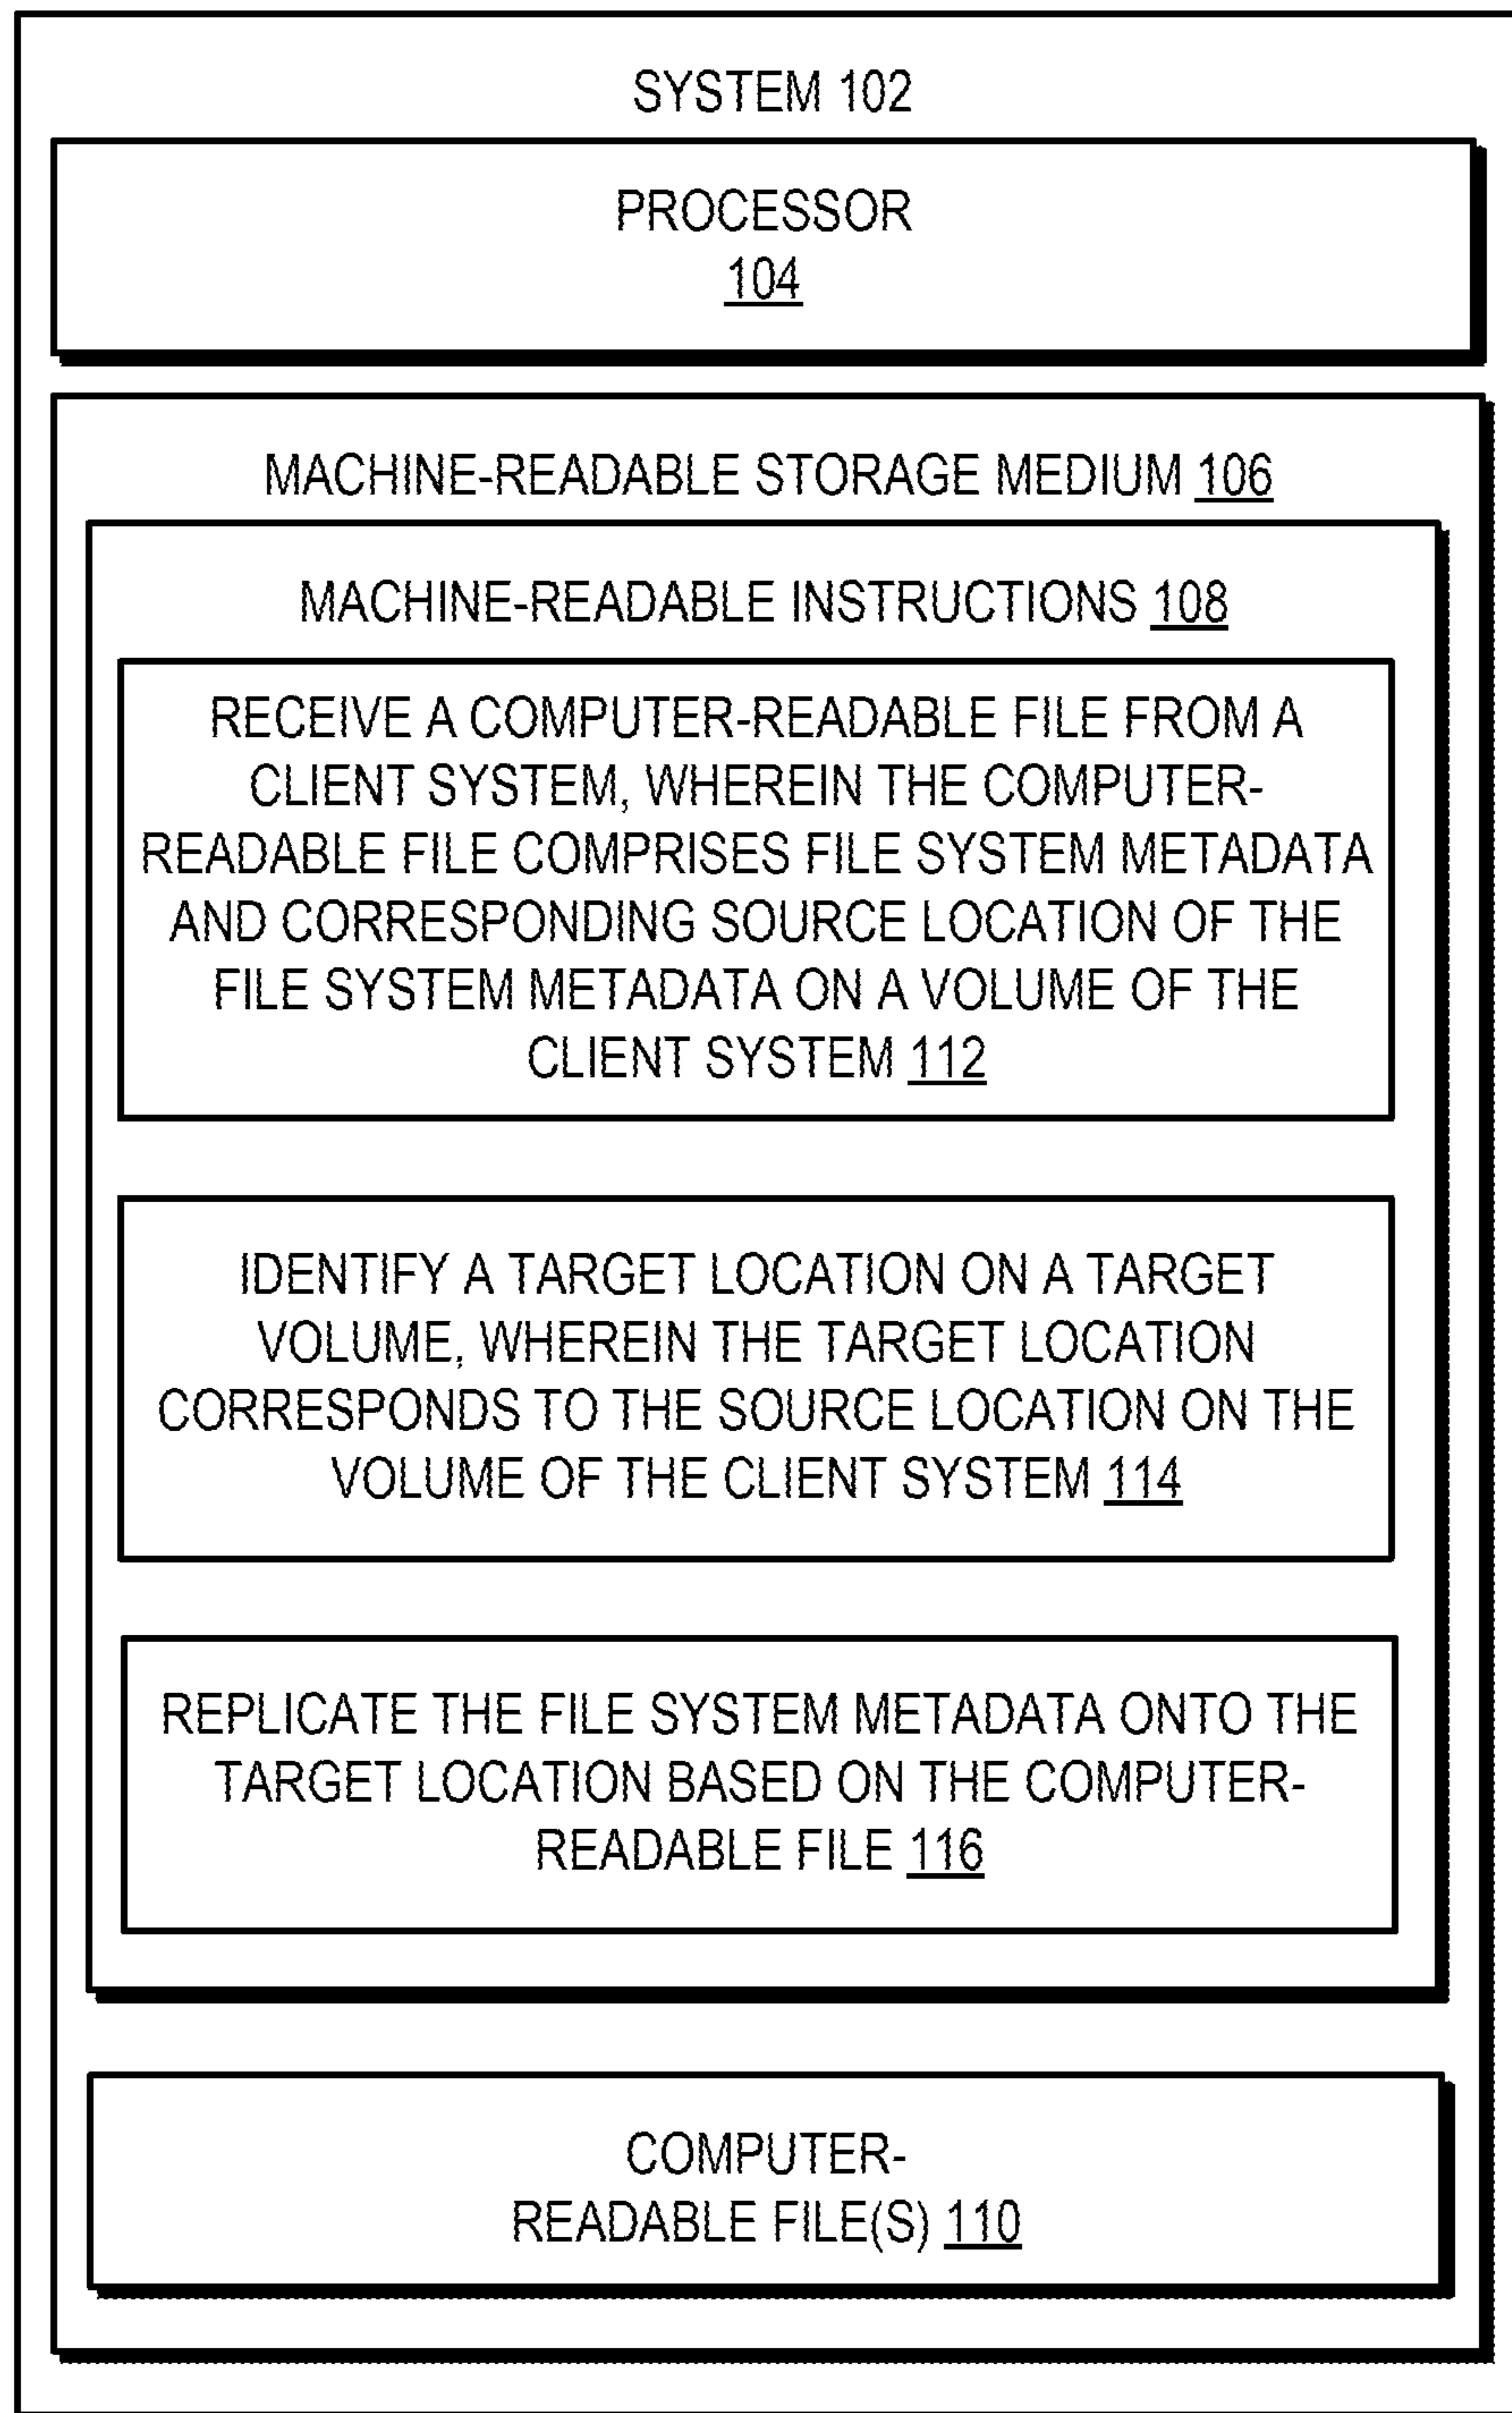 SYSTEM 102
PROCESSOR
104
MACHINE-READABLE STORAGE MEDIUM 106
MACHINE-READABLE INSTRUCTIONS 108
RECEIVE A COMPUTER-READABLE FILE FROM A
CLIENT SYSTEM, WHEREIN THE COMPUTER-
READABLE FILE COMPRISES FILE SYSTEM METADATA
AND CORRESPONDING SOURCE LOCATION OF THE
FILE SYSTEM METADATA ON A VOLUME OF THE
CLIENT SYSTEM 112
IDENTIFY A TARGET LOCATION ON A TARGET
VOLUME, WHEREIN THE TARGET LOCATION
CORRESPONDS TO THE SOURCE LOCATION ON THE
VOLUME OF THE CLIENT SYSTEM 114
REPLICATE THE FILE SYSTEM METADATA ONTO THE
TARGET LOCATION BASED ON THE COMPUTER-
READABLE FILE 116
COMPUTER-
READABLE FILE(S) 110